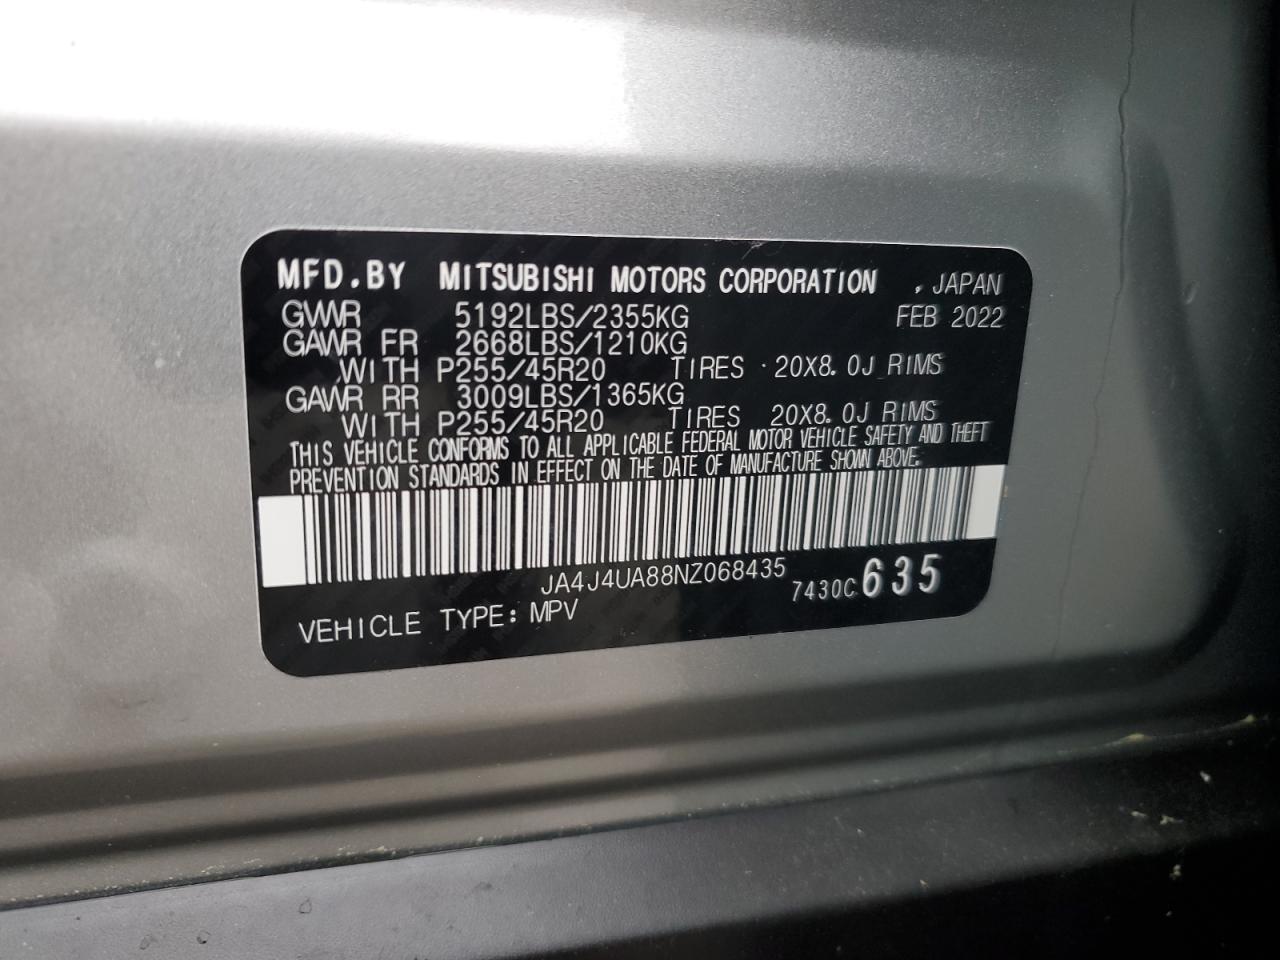 MFD.BY MITSUBISHI MOTORS CORPORATION , JAPAN
GVWR 5192LBS/2355KG FEB 2022
GAWR FR 2668LBS/1210KG
WITH P255/45R20 TIRES 20X8.0J RIMS
GAWR RR 3009LBS/1365KG
WITH P255/45R20 TIRES 20X8.0J RIMS
THIS VEHICLE CONFORMS TO ALL APPLICABLE FEDERAL MOTOR VEHICLE SAFETY AND THEFT
PREVENTION STANDARDS IN EFFECT ON THE DATE OF MANUFACTURE SHOWN ABOVE.
JA4J4UA88NZ068435 7430C 635
VEHICLE TYPE: MPV